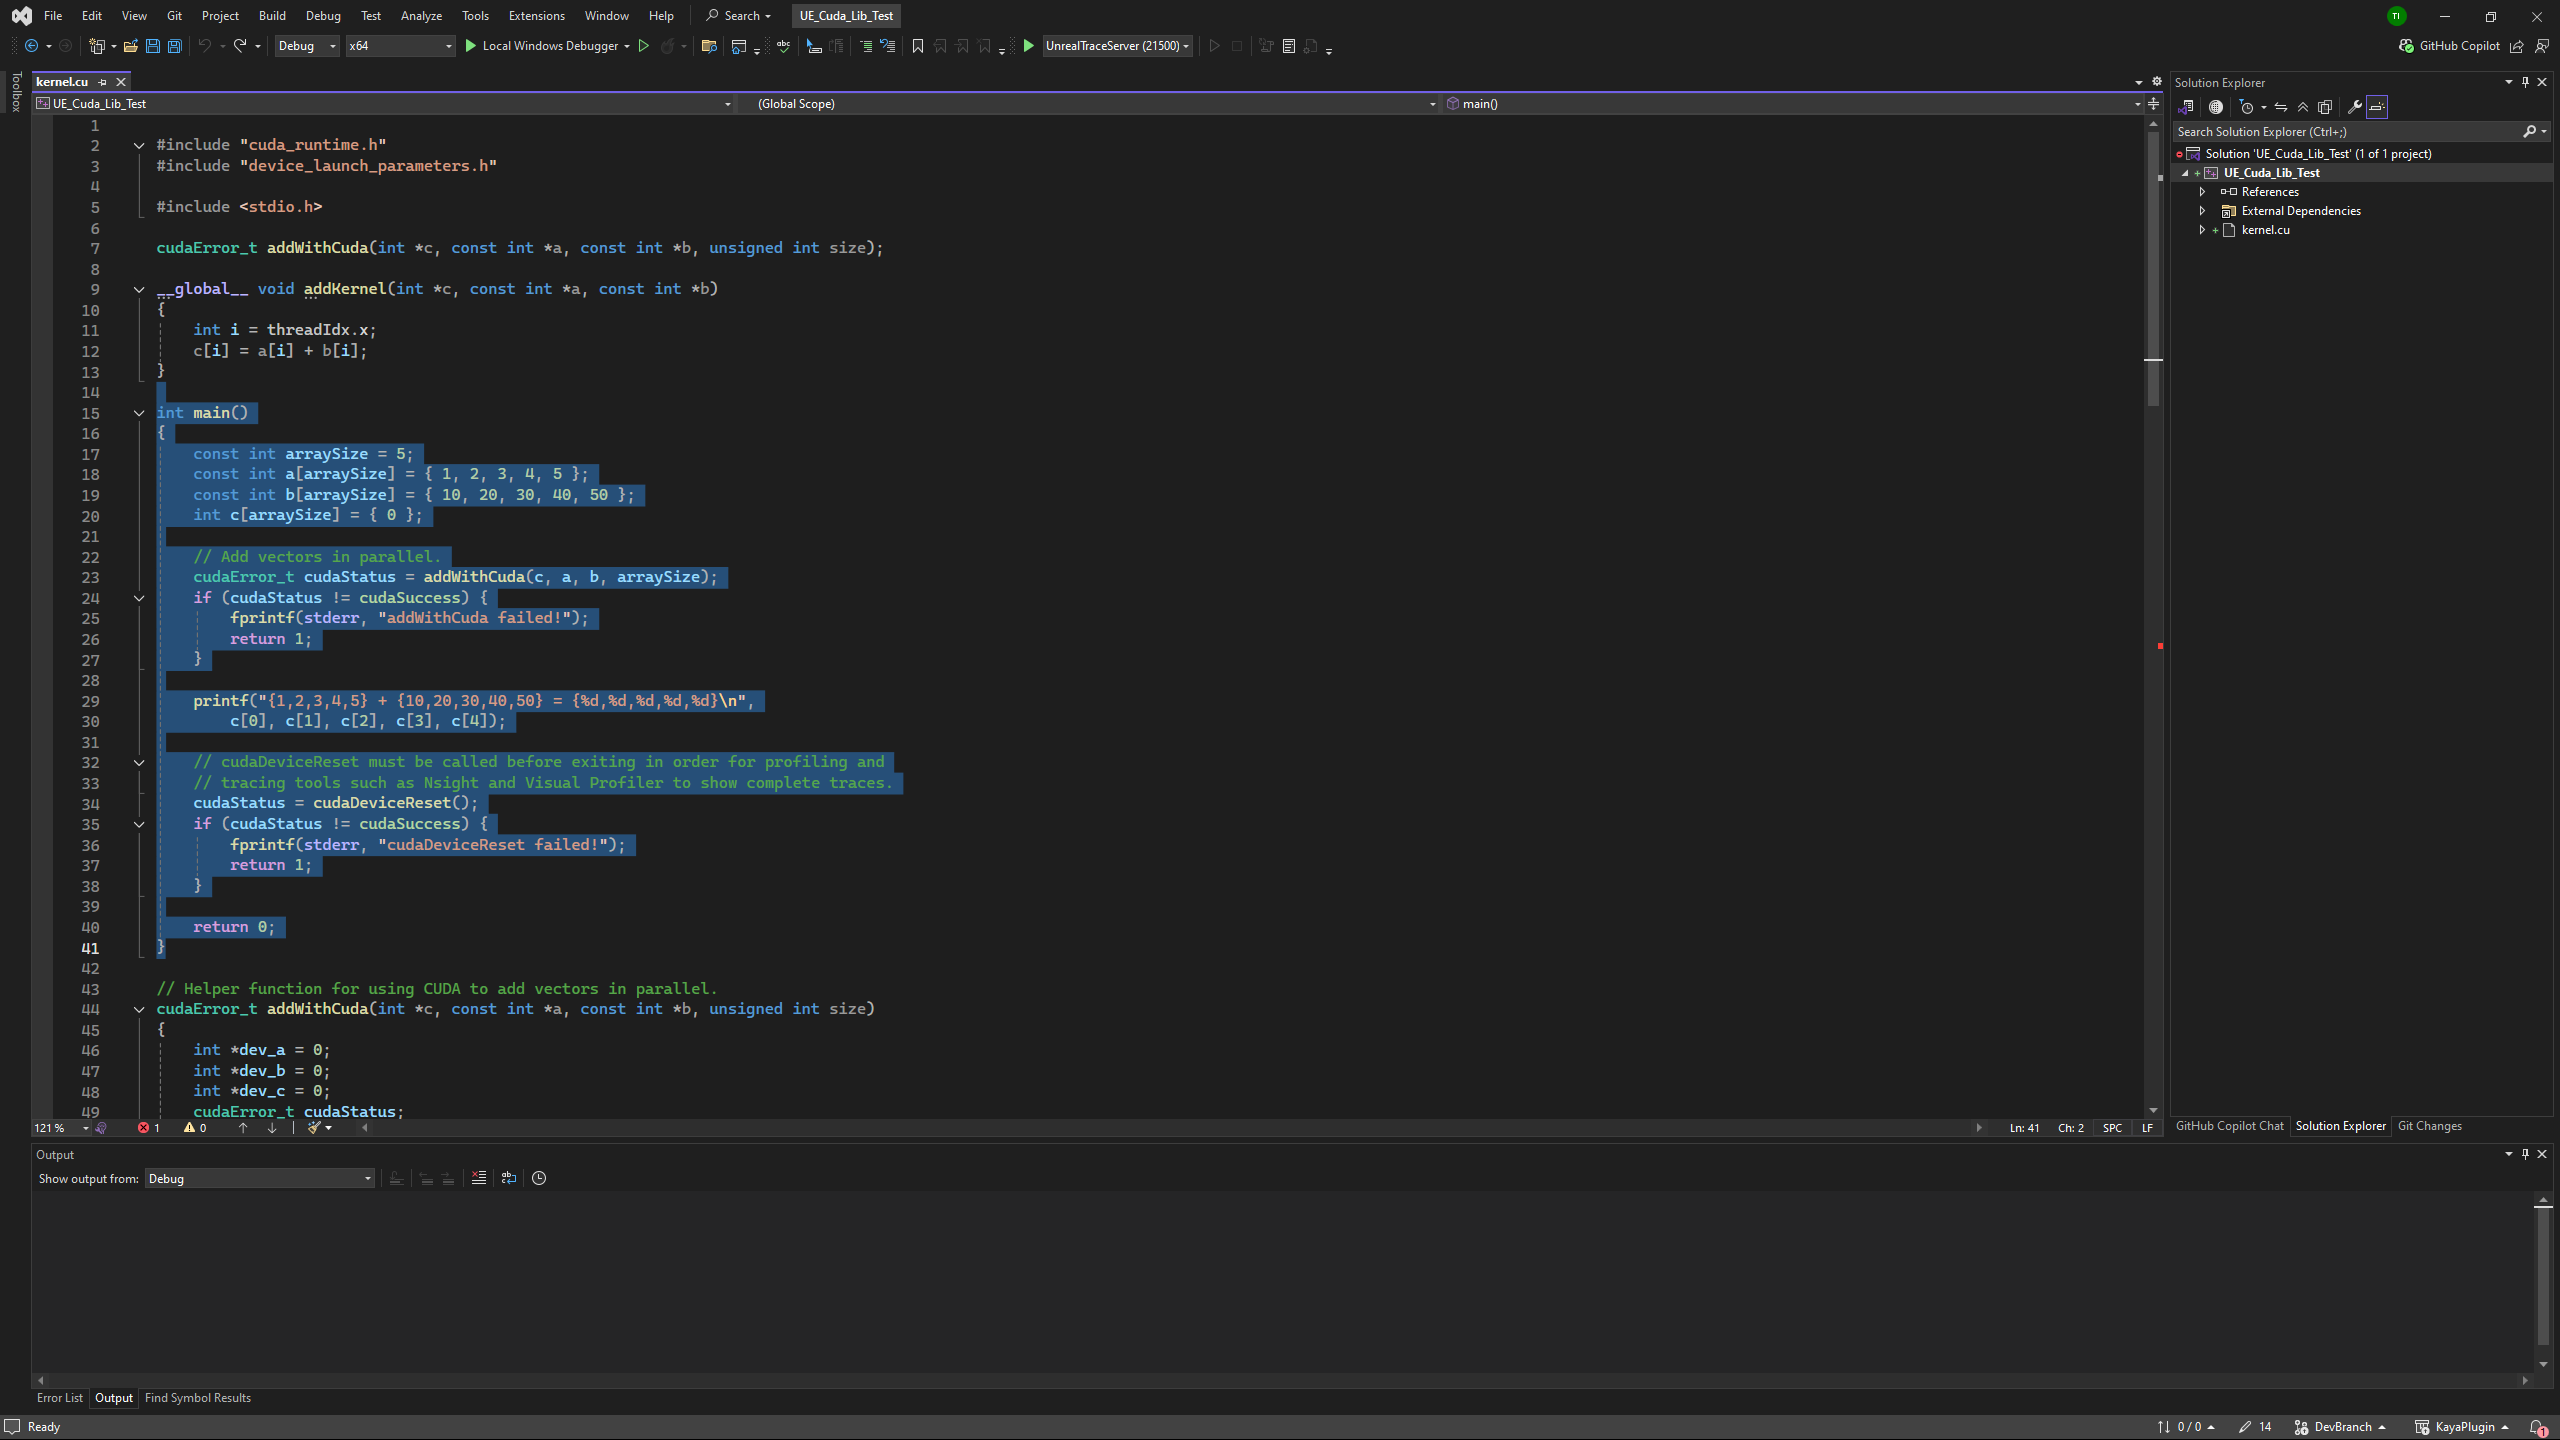 File Edit View Git Project Build Debug Test Analyze Tools Extensions Window Help Search UE_Cuda_Lib_Test TI
Debug x64 Local Windows Debugger UnrealTraceServer (21500) GitHub Copilot
Toolbox
kernel.cu
UE_Cuda_Lib_Test (Global Scope) main()
1
2 #include "cuda_runtime.h"
3 #include "device_launch_parameters.h"
4
5 #include <stdio.h>
6
7 cudaError_t addWithCuda(int *c, const int *a, const int *b, unsigned int size);
8
9 __global__ void addKernel(int *c, const int *a, const int *b)
10 {
11 int i = threadIdx.x;
12 c[i] = a[i] + b[i];
13 }
14
15 int main()
16 {
17 const int arraySize = 5;
18 const int a[arraySize] = { 1, 2, 3, 4, 5 };
19 const int b[arraySize] = { 10, 20, 30, 40, 50 };
20 int c[arraySize] = { 0 };
21
22 // Add vectors in parallel.
23 cudaError_t cudaStatus = addWithCuda(c, a, b, arraySize);
24 if (cudaStatus != cudaSuccess) {
25 fprintf(stderr, "addWithCuda failed!");
26 return 1;
27 }
28
29 printf("{1,2,3,4,5} + {10,20,30,40,50} = {%d,%d,%d,%d,%d}\n",
30 c[0], c[1], c[2], c[3], c[4]);
31
32 // cudaDeviceReset must be called before exiting in order for profiling and
33 // tracing tools such as Nsight and Visual Profiler to show complete traces.
34 cudaStatus = cudaDeviceReset();
35 if (cudaStatus != cudaSuccess) {
36 fprintf(stderr, "cudaDeviceReset failed!");
37 return 1;
38 }
39
40 return 0;
41 }
42
43 // Helper function for using CUDA to add vectors in parallel.
44 cudaError_t addWithCuda(int *c, const int *a, const int *b, unsigned int size)
45 {
46 int *dev_a = 0;
47 int *dev_b = 0;
48 int *dev_c = 0;
49 cudaError_t cudaStatus;
121 % 1 0 Ln: 41 Ch: 2 SPC LF
Solution Explorer
Search Solution Explorer (Ctrl+;)
Solution 'UE_Cuda_Lib_Test' (1 of 1 project)
UE_Cuda_Lib_Test
References
External Dependencies
kernel.cu
GitHub Copilot Chat Solution Explorer Git Changes
Output
Show output from: Debug
Error List Output Find Symbol Results
Ready 0 / 0 14 DevBranch KayaPlugin 1